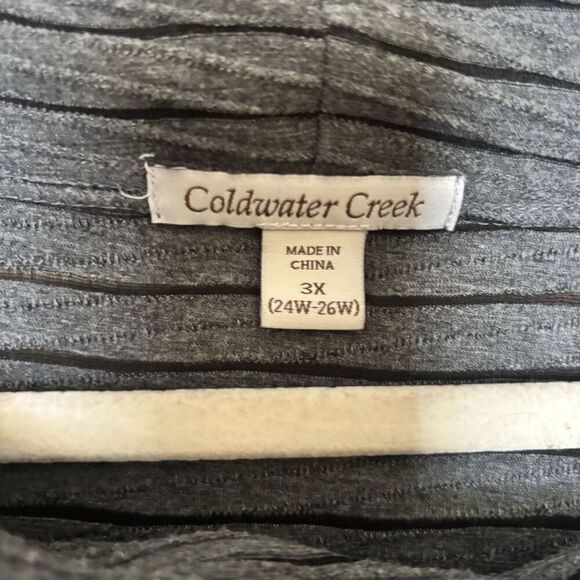 Coldwater Creek
MADE IN
CHINA
3X
(24W-26W)